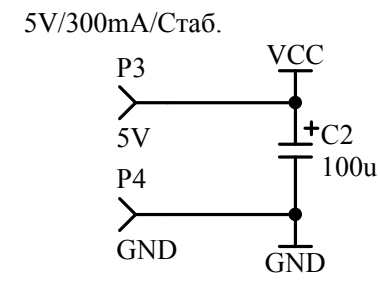 5V/300mA/Стаб.
VCC
P3
5V
+
C2
100u
P4
GND
GND